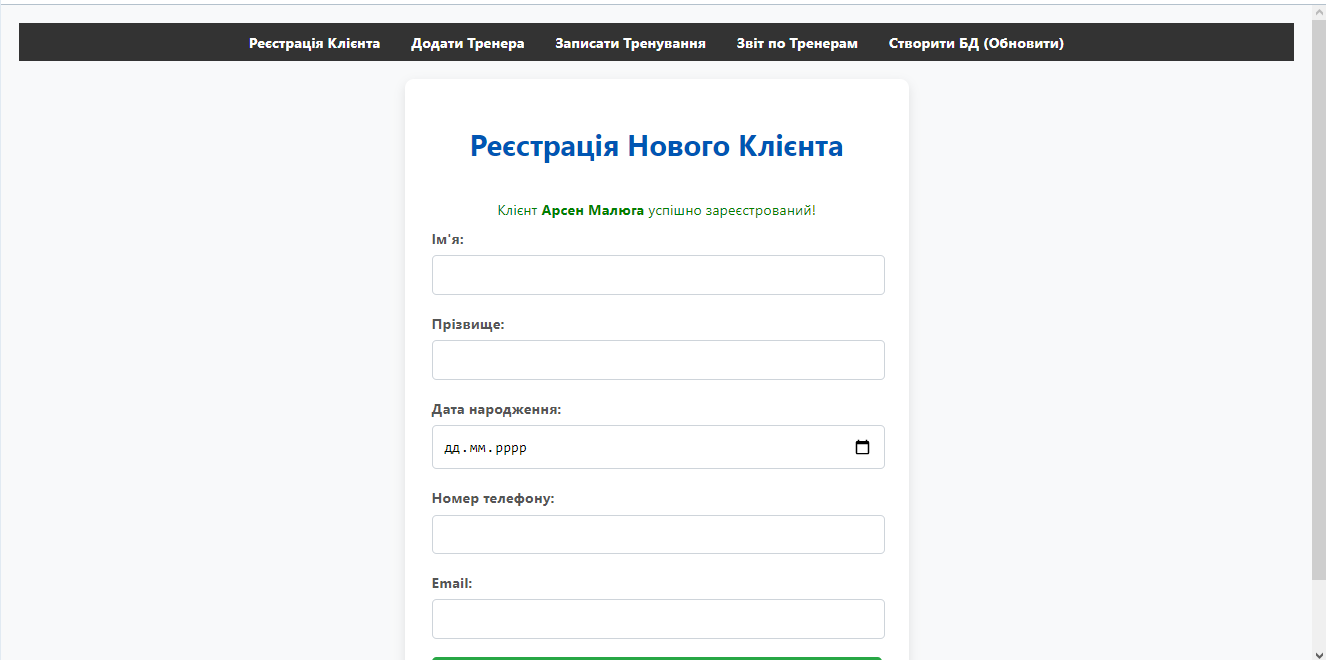 Реєстрація Клієнта Додати Тренера Записати Тренування Звіт по Тренерам Створити БД (Обновити)
Реєстрація Нового Клієнта
Клієнт Арсен Малюга успішно зареєстрований!
Ім'я:
Прізвище:
Дата народження:
дд.мм.рррр
Номер телефону:
Email: